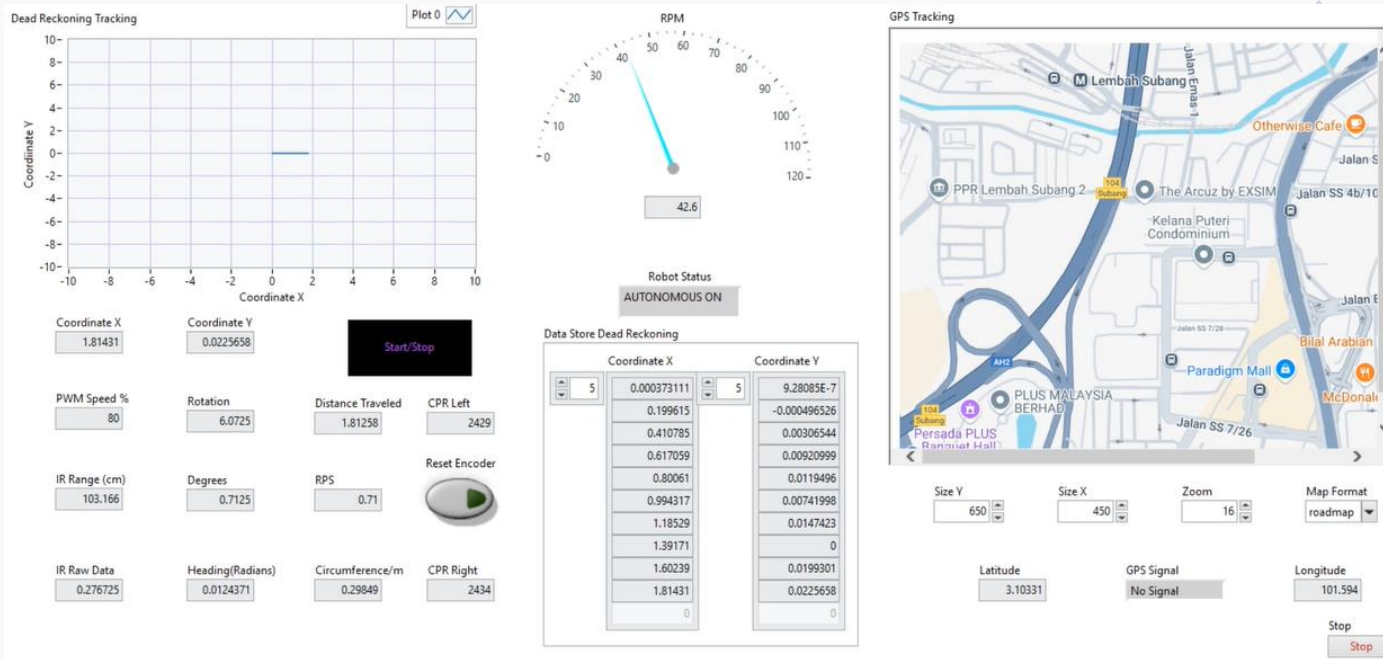 Dead Reckoning Tracking
Plot 0
10
8
6
4
2
0
-2
-4
-6
-8
-10
Coordiinate Y
-10 -8 -6 -4 -2 0 2 4 6 8 10
Coordinate X
Coordinate X Coordinate Y
1.81431 0.0225658
Start/Stop
PWM Speed % Rotation Distance Traveled CPR Left
80 6.0725 1.81258 2429
IR Range (cm) Degrees RPS Reset Encoder
103.166 0.7125 0.71
IR Raw Data Heading(Radians) Circumference/m CPR Right
0.276725 0.0124371 0.29849 2434
RPM
0 10 20 30 40 50 60 70 80 90 100 110 120
42.6
Robot Status
AUTONOMOUS ON
Data Store Dead Reckoning
Coordinate X Coordinate Y
5 0.000373111 5 9.28085E-7
0.199615 -0.000496526
0.410785 0.00306544
0.617059 0.00920999
0.80061 0.0119496
0.994317 0.00741998
1.18529 0.0147423
1.39171 0
1.60239 0.0199301
1.81431 0.0225658
0 0
GPS Tracking
M Lembah Subang
Jalan Emas 1
Otherwise Cafe
Jalan S
PPR Lembah Subang 2
104
Subang
The Arcuz by EXSIM
Jalan SS 4b/10
Kelana Puteri
Condominium
Jalan E
Jalan SS 7/28
Bilal Arabian
AH2
Paradigm Mall
PLUS MALAYSIA
BERHAD
McDonal
104
Subang
Persada PLUS
Banquet Hall
Jalan SS 7/26
Size Y Size X Zoom Map Format
650 450 16 roadmap
Latitude GPS Signal Longitude
3.10331 No Signal 101.594
Stop
Stop